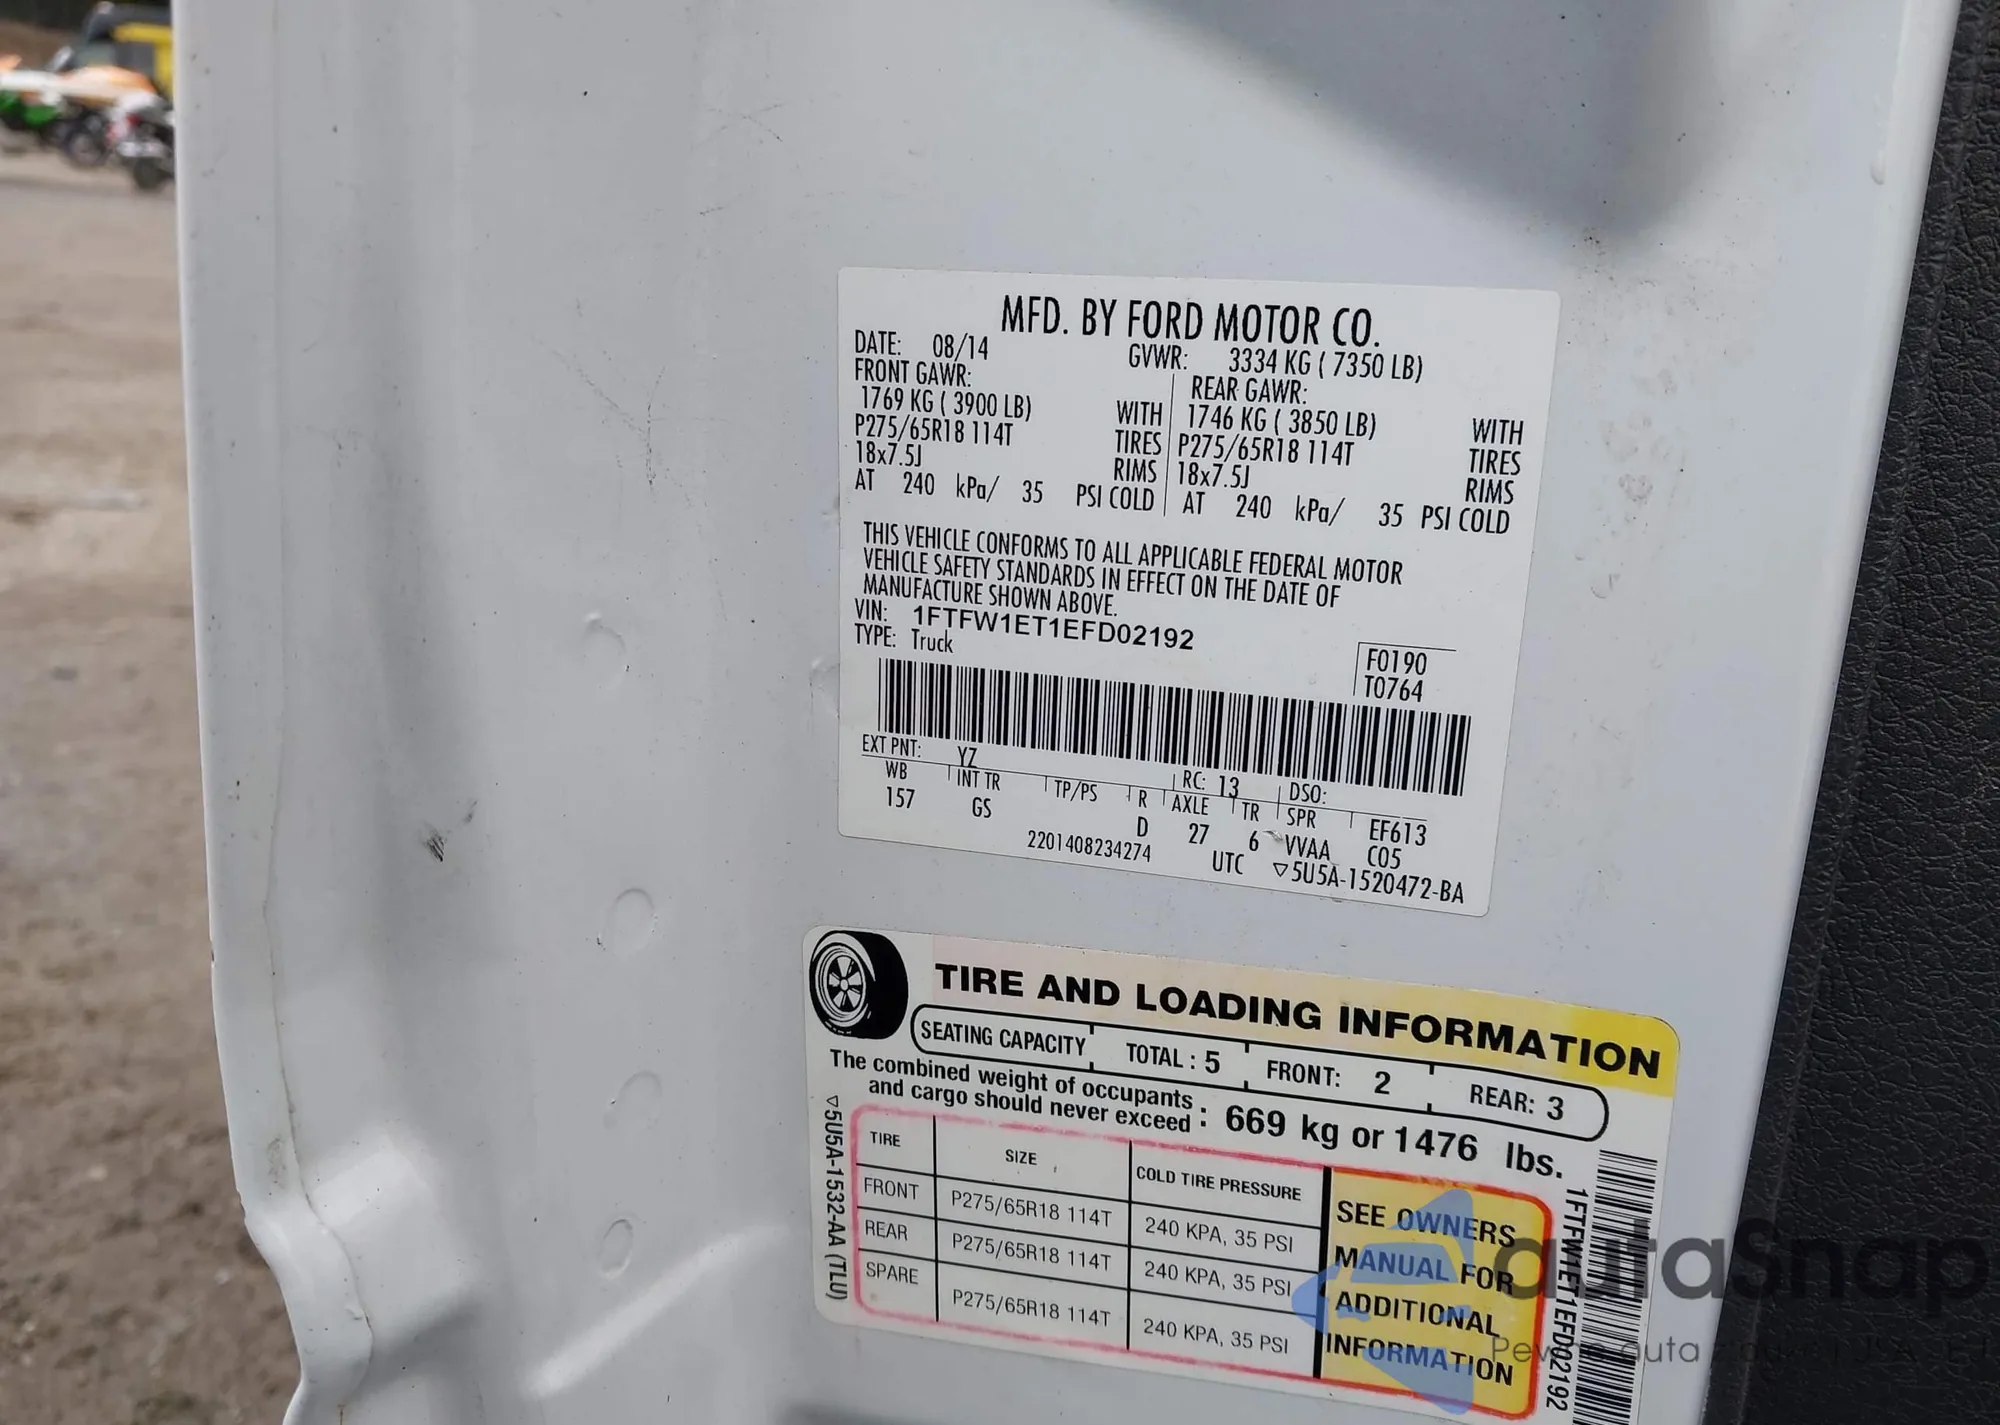 MFD. BY FORD MOTOR CO.
DATE: 08/14 GVWR: 3334 KG ( 7350 LB)
FRONT GAWR: REAR GAWR:
1769 KG ( 3900 LB) WITH 1746 KG ( 3850 LB) WITH
P275/65R18 114T TIRES P275/65R18 114T TIRES
18x7.5J RIMS 18x7.5J RIMS
AT 240 kPa/ 35 PSI COLD AT 240 kPa/ 35 PSI COLD
THIS VEHICLE CONFORMS TO ALL APPLICABLE FEDERAL MOTOR
VEHICLE SAFETY STANDARDS IN EFFECT ON THE DATE OF
MANUFACTURE SHOWN ABOVE.
VIN: 1FTFW1ET1EFD02192
TYPE: Truck
F0190
T0764
EXT PNT: YZ RC: 13 DSO:
WB INT TR TP/PS R AXLE TR SPR EF613
157 GS D 27 6 VVAA C05
2201408234274 UTC ▽5U5A-1520472-BA
TIRE AND LOADING INFORMATION
SEATING CAPACITY TOTAL : 5 FRONT: 2 REAR: 3
The combined weight of occupants
and cargo should never exceed : 669 kg or 1476 lbs.
TIRE SIZE COLD TIRE PRESSURE
FRONT P275/65R18 114T 240 KPA, 35 PSI
REAR P275/65R18 114T 240 KPA, 35 PSI
SPARE P275/65R18 114T 240 KPA, 35 PSI
SEE OWNERS
MANUAL FOR
ADDITIONAL
INFORMATION
▽5U5A-1532-AA (TLU)
1FTFW1ET1EFD02192
autaSnap
auta